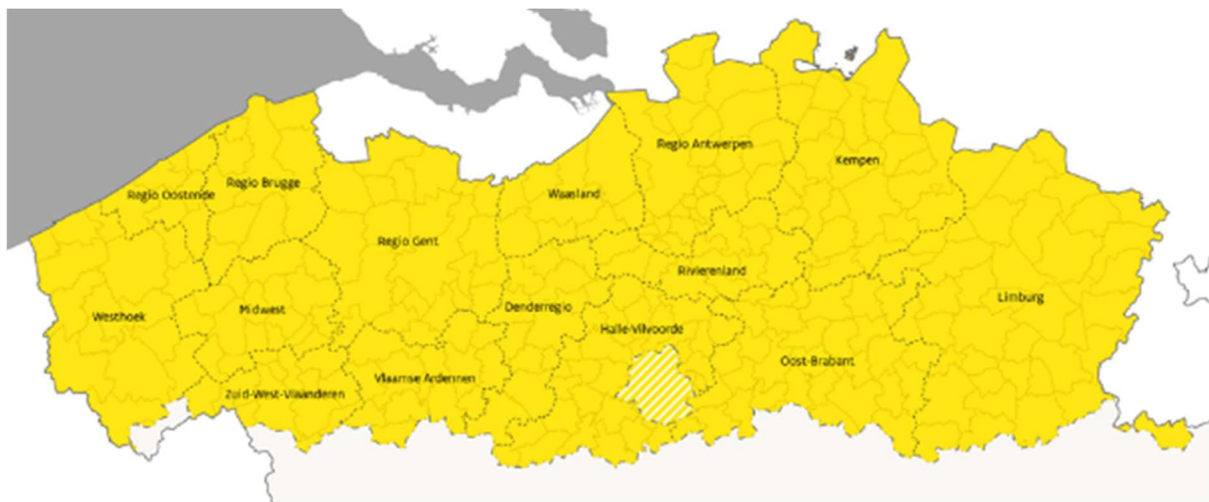 Regio Antwerpen
Kempen
Regio Brugge
Regio Oostende
Waasland
Regio Gent
Rivierenland
Limburg
Denderregio
Midwest
Westhoek
Halle-Vilvoorde
Oost-Brabant
Vlaamse Ardennen
Zuid-West-Vlaanderen